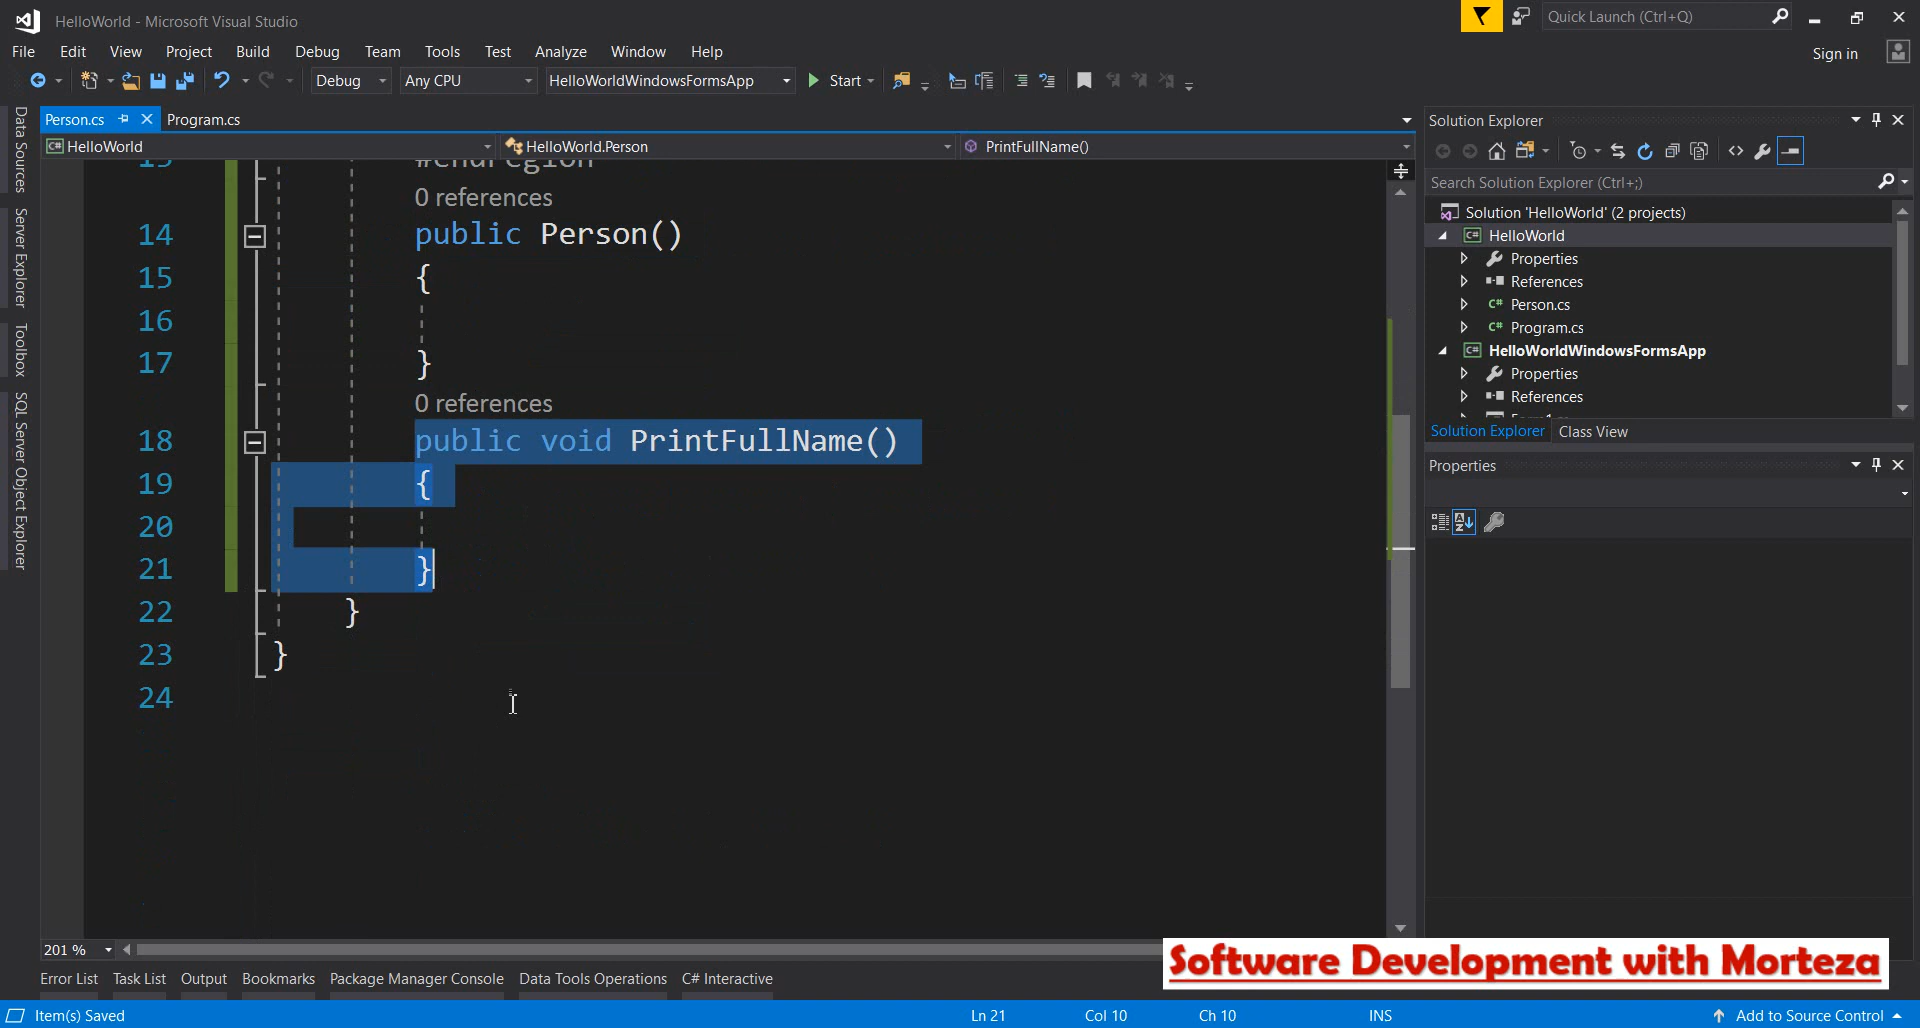 HelloWorld - Microsoft Visual Studio
Quick Launch (Ctrl+Q)
File Edit View Project Build Debug Team Tools Test Analyze Window Help
Sign in
Debug Any CPU HelloWorldWindowsFormsApp Start
Data Sources
Server Explorer
Toolbox
SQL Server Object Explorer
Person.cs Program.cs
HelloWorld HelloWorld.Person PrintFullName()
13 #endregion
0 references
14 public Person()
15 {
16
17 }
0 references
18 public void PrintFullName()
19 {
20
21 }
22 }
23 }
24
201 %
Solution Explorer
Search Solution Explorer (Ctrl+;)
Solution 'HelloWorld' (2 projects)
C# HelloWorld
Properties
References
C# Person.cs
C# Program.cs
C# HelloWorldWindowsFormsApp
Properties
References
Solution Explorer Class View
Properties
Software Development with Morteza
Error List Task List Output Bookmarks Package Manager Console Data Tools Operations C# Interactive
Item(s) Saved Ln 21 Col 10 Ch 10 INS Add to Source Control